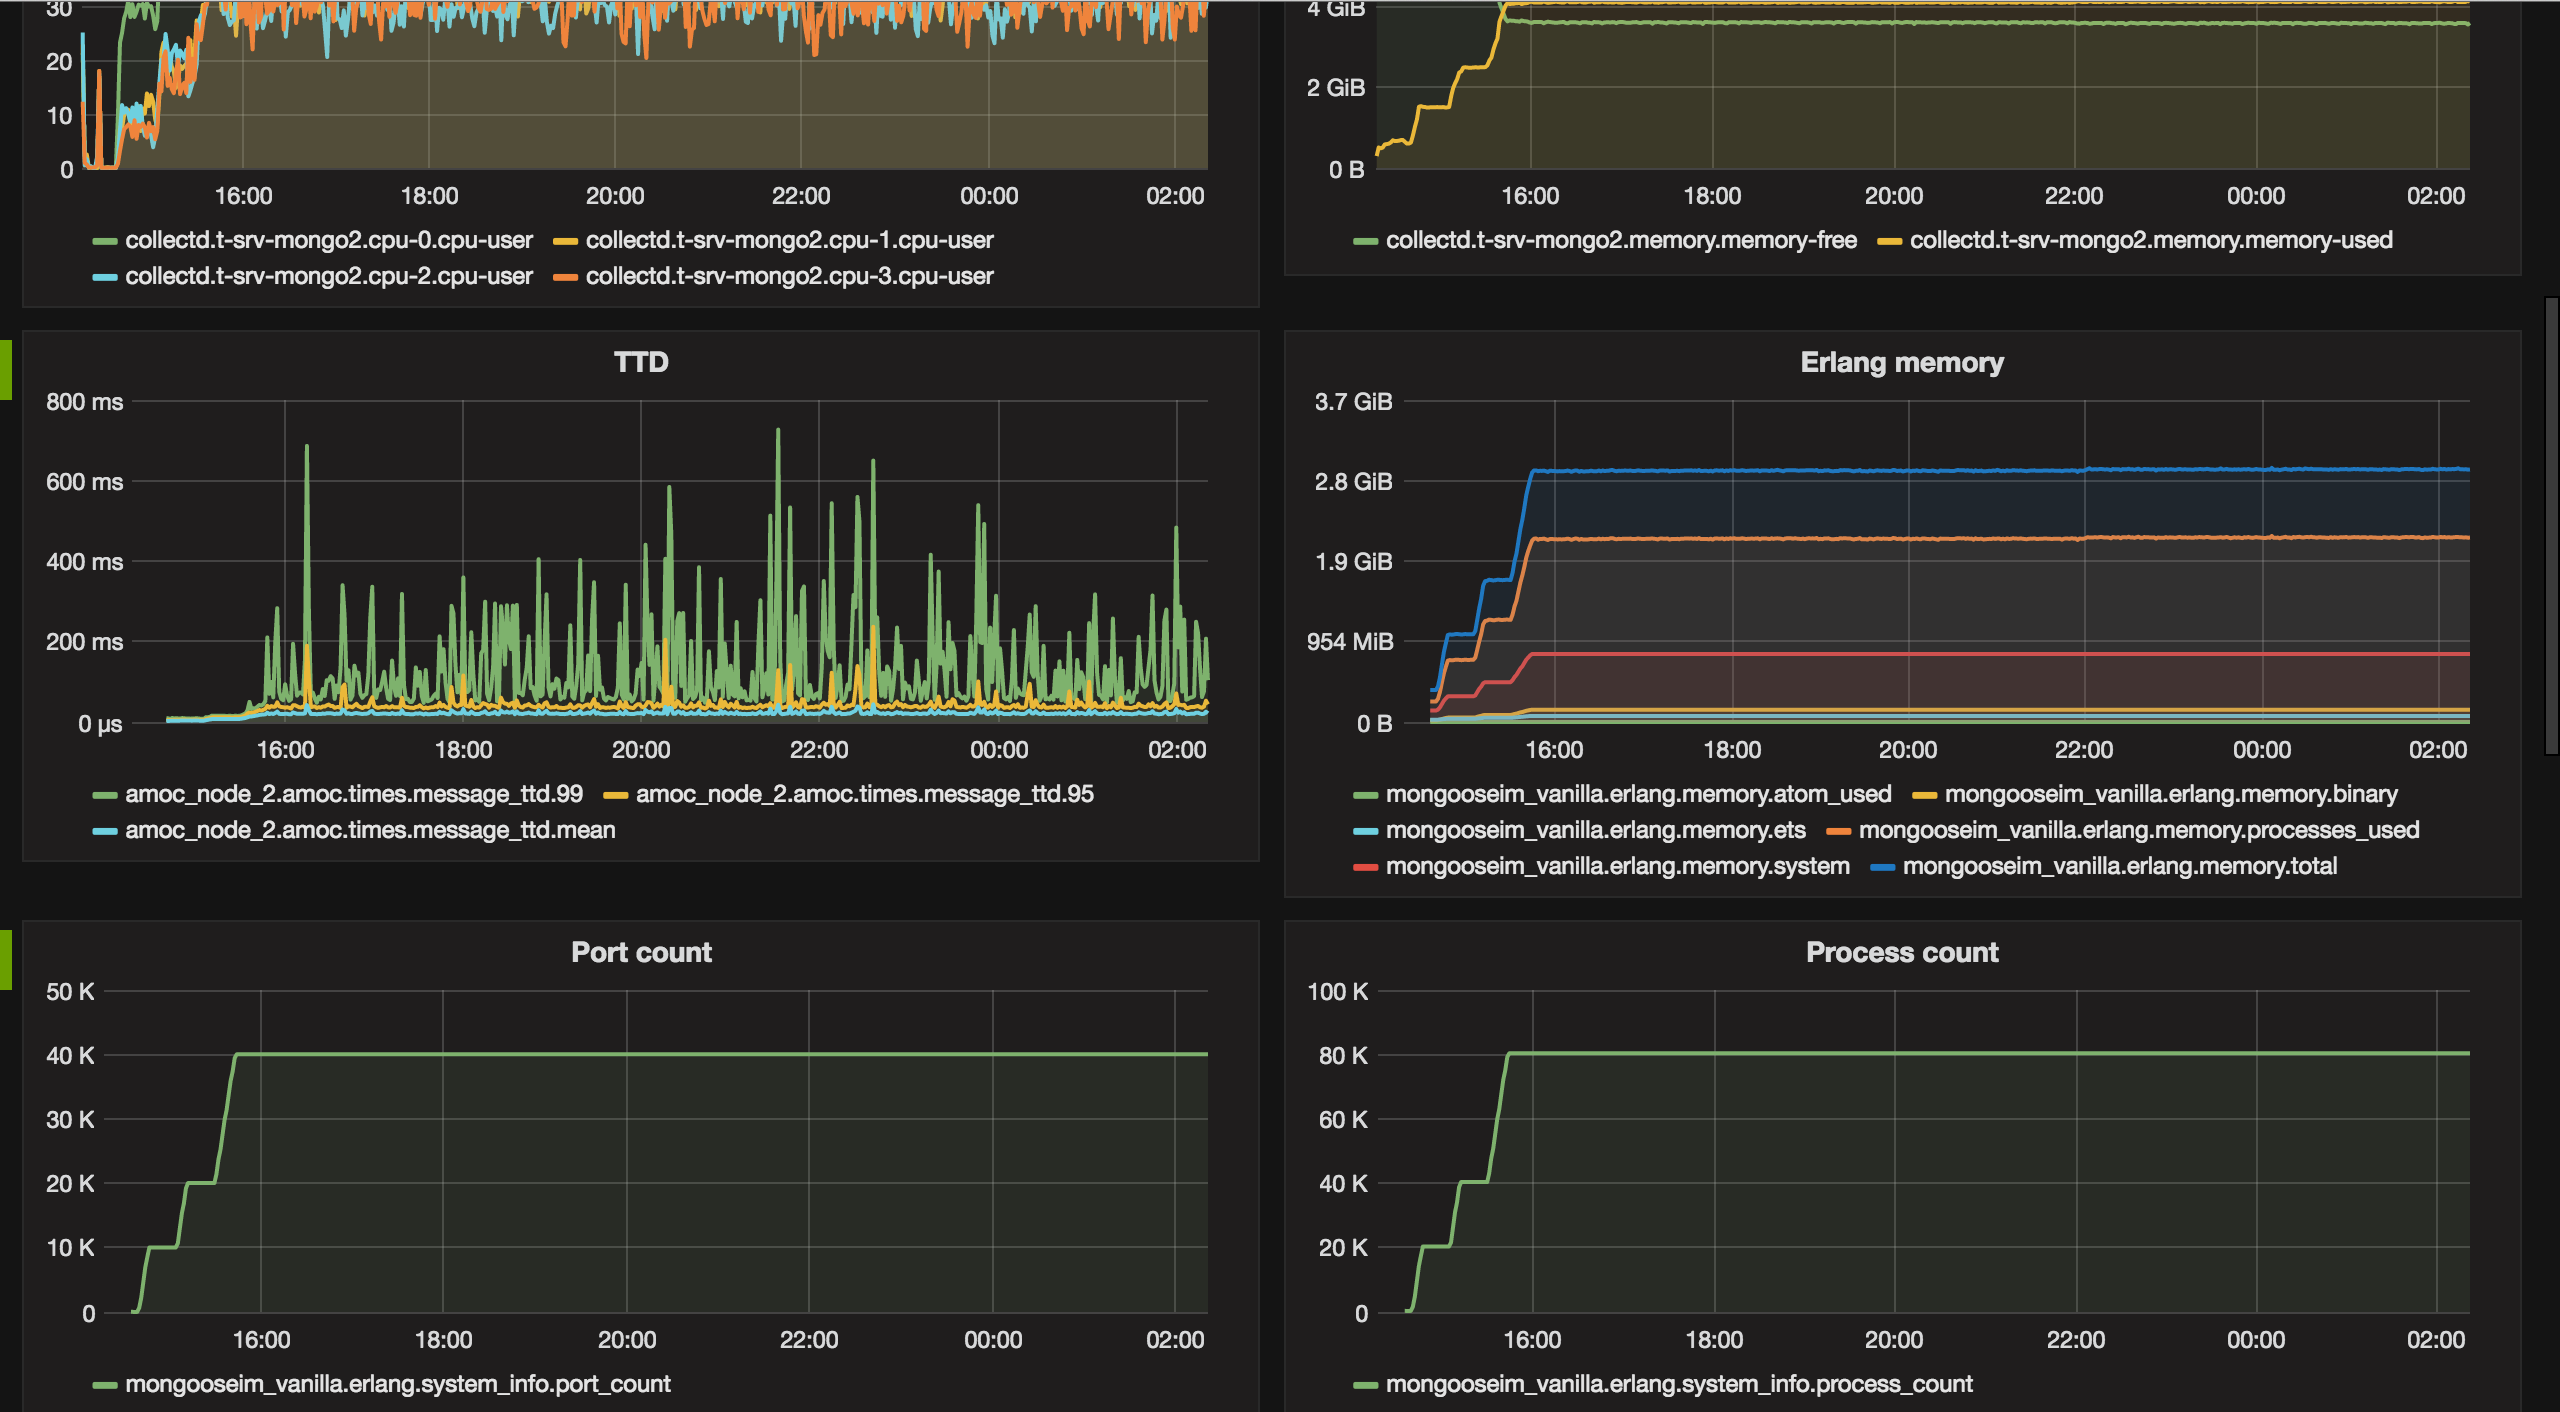 30
20
10
0
16:00 18:00 20:00 22:00 00:00 02:00
collectd.t-srv-mongo2.cpu-0.cpu-user collectd.t-srv-mongo2.cpu-1.cpu-user
collectd.t-srv-mongo2.cpu-2.cpu-user collectd.t-srv-mongo2.cpu-3.cpu-user
4 GiB
2 GiB
0 B
16:00 18:00 20:00 22:00 00:00 02:00
collectd.t-srv-mongo2.memory.memory-free collectd.t-srv-mongo2.memory.memory-used
TTD
800 ms
600 ms
400 ms
200 ms
0 µs
16:00 18:00 20:00 22:00 00:00 02:00
amoc_node_2.amoc.times.message_ttd.99 amoc_node_2.amoc.times.message_ttd.95
amoc_node_2.amoc.times.message_ttd.mean
Erlang memory
3.7 GiB
2.8 GiB
1.9 GiB
954 MiB
0 B
16:00 18:00 20:00 22:00 00:00 02:00
mongooseim_vanilla.erlang.memory.atom_used mongooseim_vanilla.erlang.memory.binary
mongooseim_vanilla.erlang.memory.ets mongooseim_vanilla.erlang.memory.processes_used
mongooseim_vanilla.erlang.memory.system mongooseim_vanilla.erlang.memory.total
Port count
50 K
40 K
30 K
20 K
10 K
0
16:00 18:00 20:00 22:00 00:00 02:00
mongooseim_vanilla.erlang.system_info.port_count
Process count
100 K
80 K
60 K
40 K
20 K
0
16:00 18:00 20:00 22:00 00:00 02:00
mongooseim_vanilla.erlang.system_info.process_count